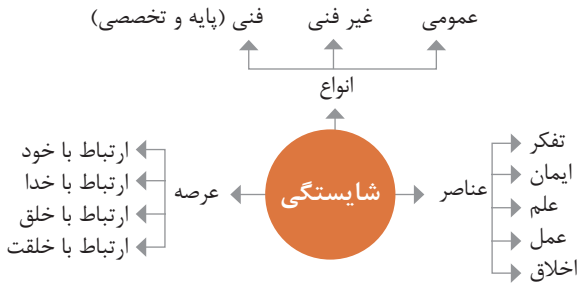 عمومی
غیر فنی
فنی (پایه و تخصصی)
انواع
شایستگی
عناصر
تفکر
ایمان
علم
عمل
اخلاق
عرصه
ارتباط با خود
ارتباط با خدا
ارتباط با خلق
ارتباط با خلقت